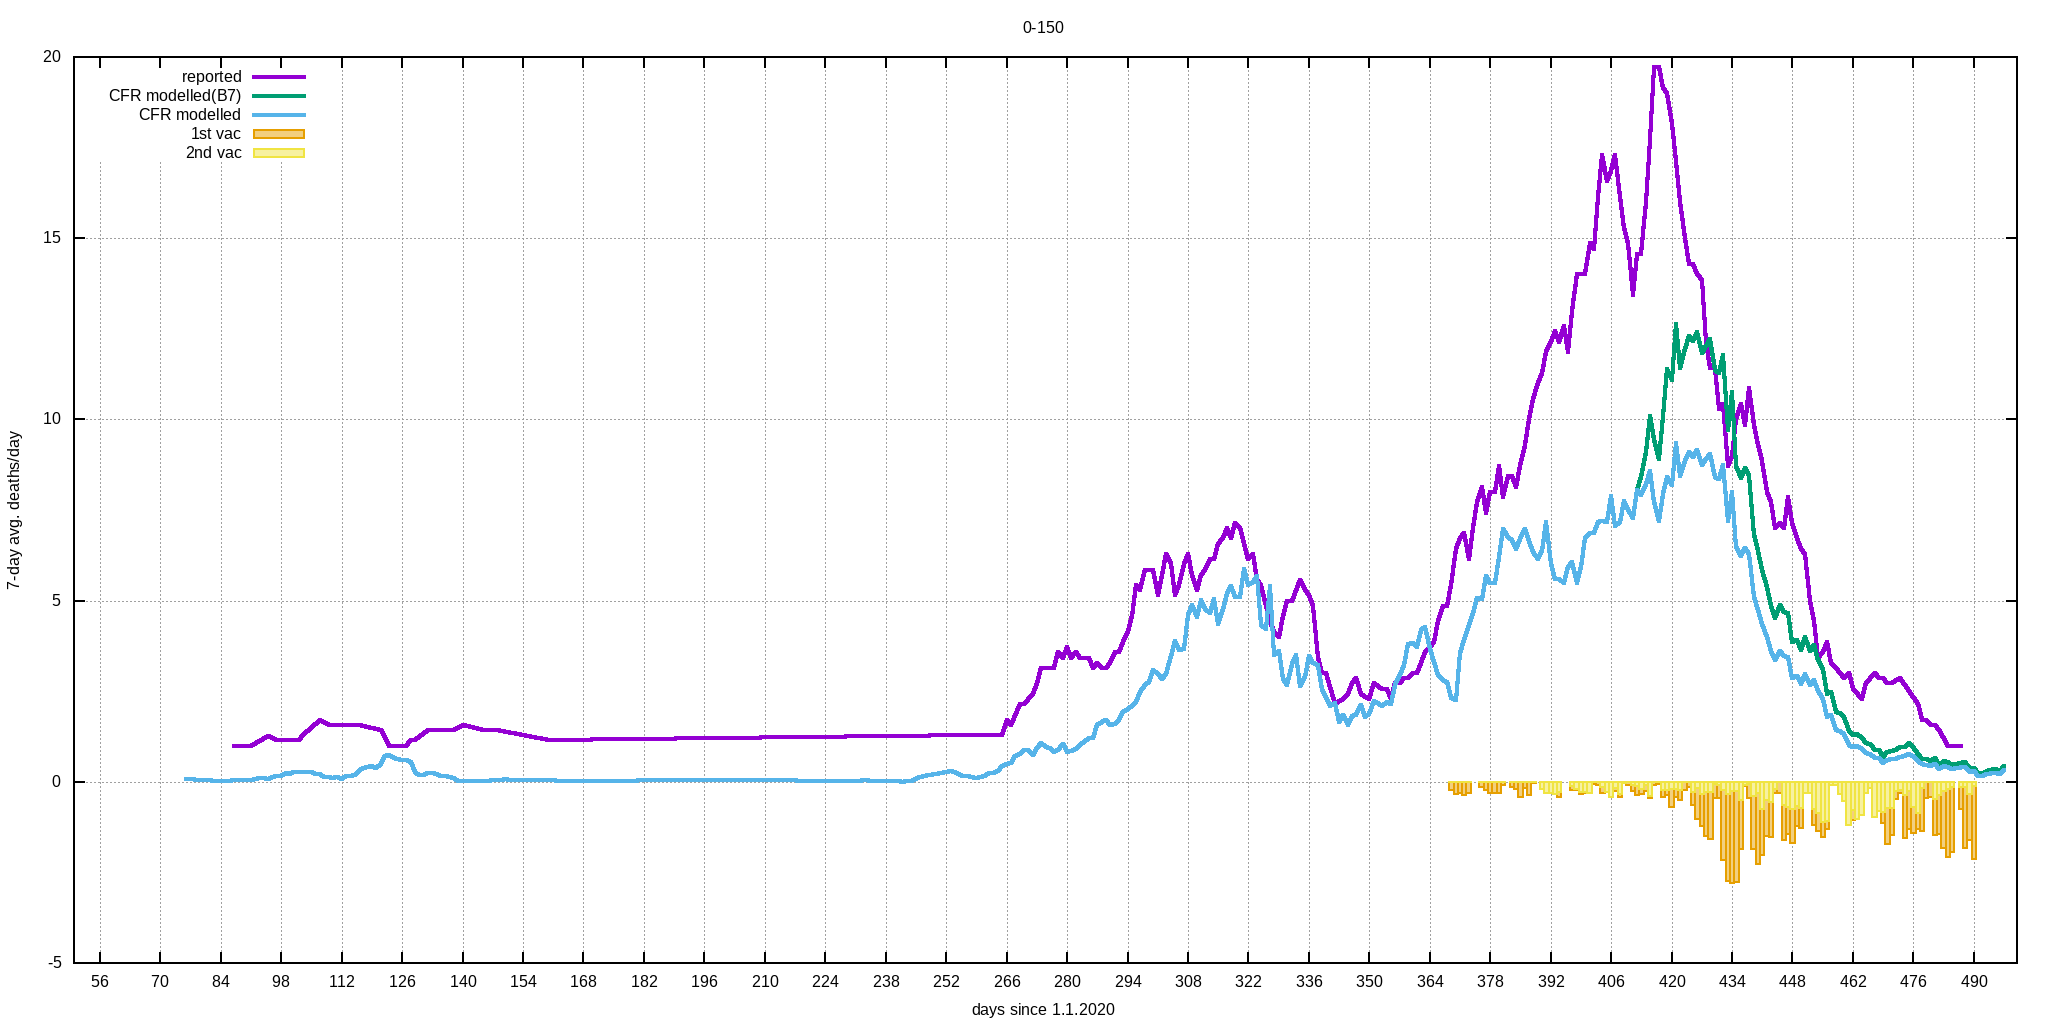 0-150
reported
CFR modelled(B7)
CFR modelled
1st vac
2nd vac
20
15
10
5
0
-5
7-day avg. deaths/day
56 70 84 98 112 126 140 154 168 182 196 210 224 238 252 266 280 294 308 322 336 350 364 378 392 406 420 434 448 462 476 490
days since 1.1.2020